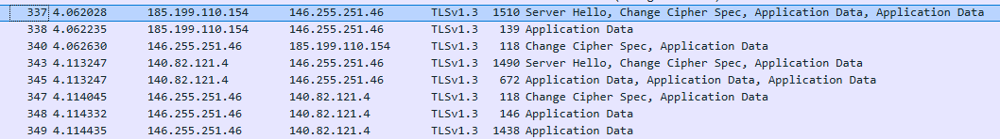 337 4.062028 185.199.110.154 146.255.251.46 TLSv1.3 1510 Server Hello, Change Cipher Spec, Application Data, Application Data
338 4.062235 185.199.110.154 146.255.251.46 TLSv1.3 139 Application Data
340 4.062630 146.255.251.46 185.199.110.154 TLSv1.3 118 Change Cipher Spec, Application Data
343 4.113247 140.82.121.4 146.255.251.46 TLSv1.3 1490 Server Hello, Change Cipher Spec, Application Data
345 4.113247 140.82.121.4 146.255.251.46 TLSv1.3 672 Application Data, Application Data, Application Data
347 4.114045 146.255.251.46 140.82.121.4 TLSv1.3 118 Change Cipher Spec, Application Data
348 4.114332 146.255.251.46 140.82.121.4 TLSv1.3 146 Application Data
349 4.114435 146.255.251.46 140.82.121.4 TLSv1.3 1438 Application Data